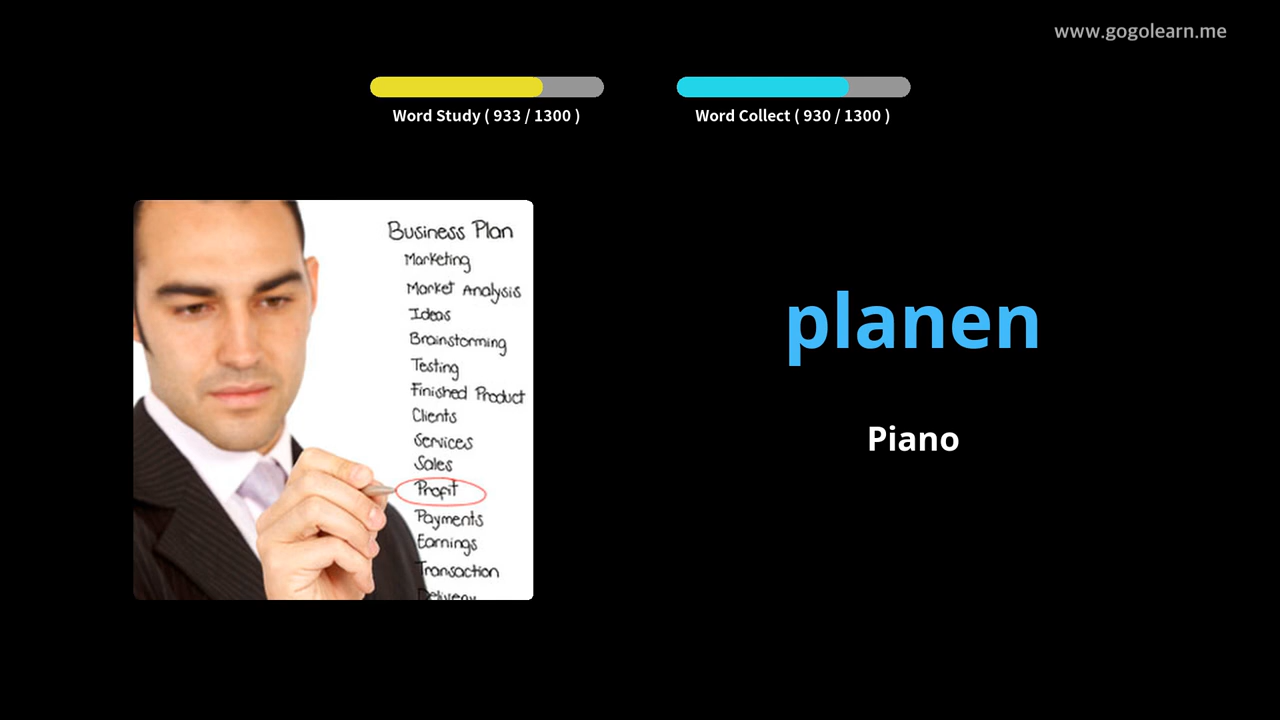 www.gogolearn.me
Word Study ( 933 / 1300 )
Word Collect ( 930 / 1300 )
Business Plan
Marketing
Market Analysis
Ideas
Brainstorming
Testing
Finished Product
Clients
Services
Sales
Profit
Payments
Earnings
Transaction
Delivery
planen
Piano